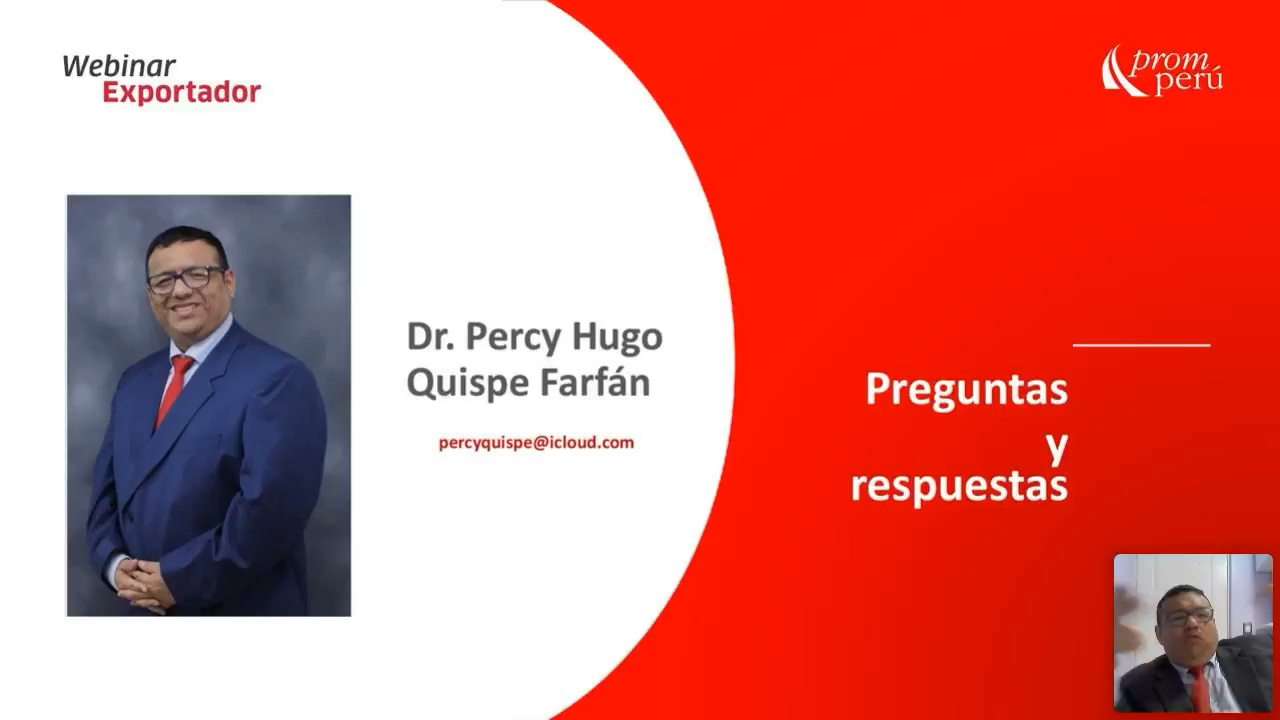 Webinar
Exportador
prom
perú
Dr. Percy Hugo
Quispe Farfán
percyquispe@icloud.com
Preguntas
y
respuestas